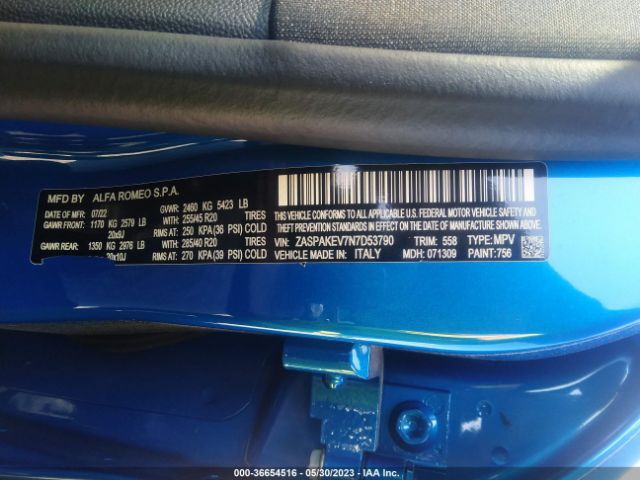 MFD BY ALFA ROMEO S.P.A.
DATE OF MFR: 07/22 GVWR: 2460 KG 5423 LB
GAWR FRONT: 1170 KG 2579 LB WITH: 255/45 R20 TIRES
20x9J RIMS AT: 250 KPA(36 PSI) COLD
GAWR REAR: 1350 KG 2976 LB WITH: 285/40 R20 TIRES
20x10J RIMS AT: 270 KPA(39 PSI) COLD
THIS VEHICLE CONFORMS TO ALL APPLICABLE U.S.A. FEDERAL MOTOR VEHICLE SAFETY, BUMPER AND
THEFT PREVENTION STANDARDS IN EFFECT ON THE DATE OF MANUFACTURE SHOWN ABOVE
VIN: ZASPAKEV7N7D53790 TRIM: 558 TYPE: MPV
VEHICLE MADE IN: ITALY MDH: 071309 PAINT: 756
000-36654516 - 05/30/2023 - IAA Inc.